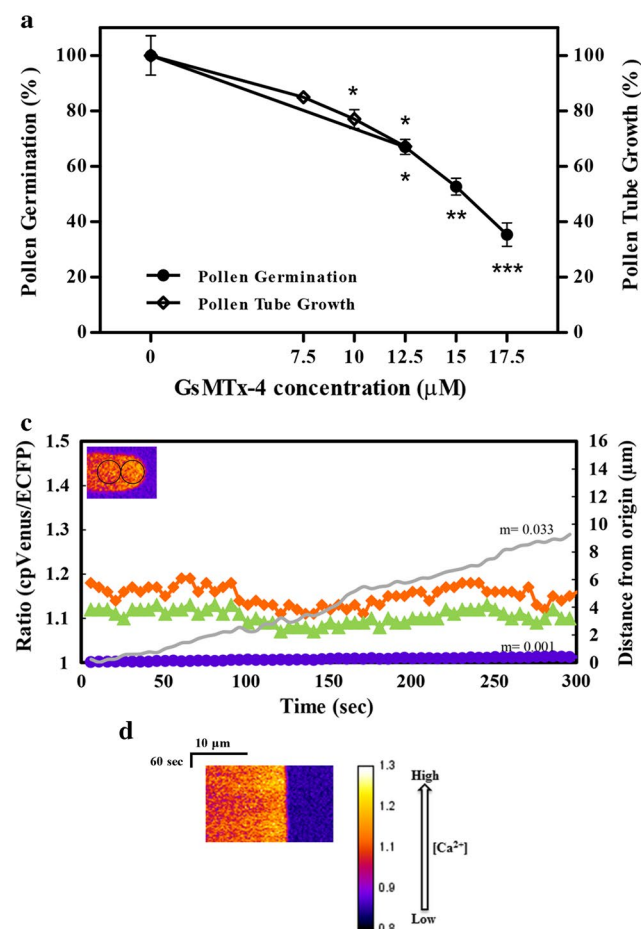 a
Pollen Germination (%)
100
80
60
40
20
0
*
*
*
**
***
Pollen Germination
Pollen Tube Growth
100
80
60
40
20
0
Pollen Tube Growth (%)
0 7.5 10 12.5 15 17.5
GsMTx-4 concentration (μM)
c
Ratio (cpVenus/ECFP)
1.5
1.4
1.3
1.2
1.1
1
m= 0.033
m= 0.001
16
14
12
10
8
6
4
2
0
Distance from origin (μm)
0 50 100 150 200 250 300
Time (sec)
d
10 μm
60 sec
1.3
1.2
1.1
1.0
0.9
0.8
High
[Ca²⁺]
Low